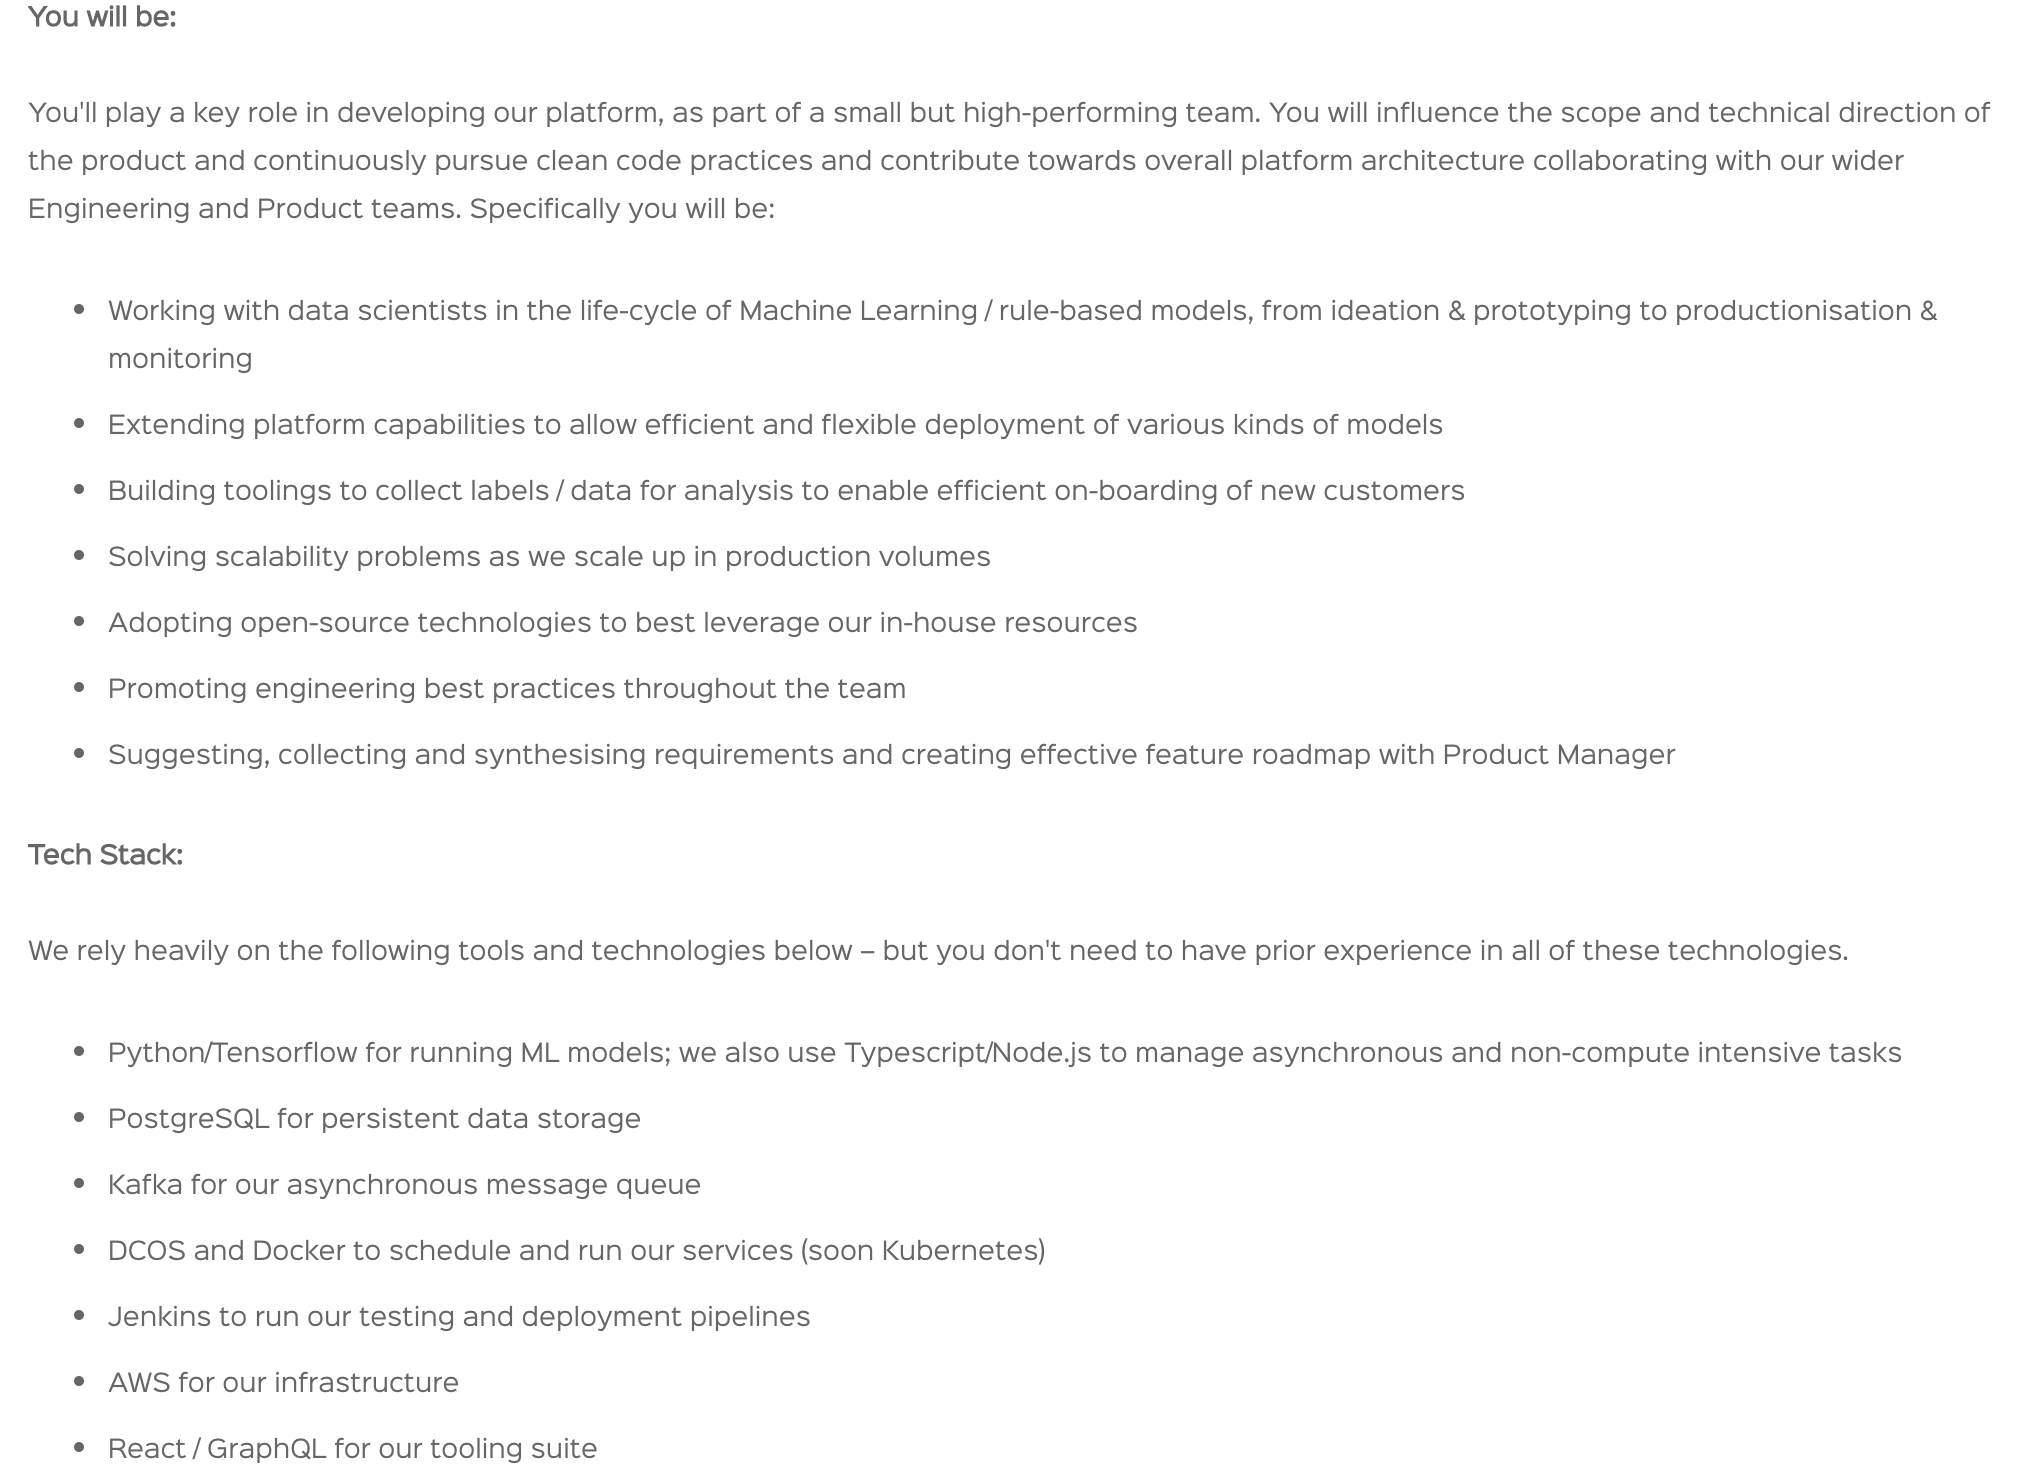 You will be:
You'll play a key role in developing our platform, as part of a small but high-performing team. You will influence the scope and technical direction of
the product and continuously pursue clean code practices and contribute towards overall platform architecture collaborating with our wider
Engineering and Product teams. Specifically you will be:
• Working with data scientists in the life-cycle of Machine Learning / rule-based models, from ideation & prototyping to productionisation &
monitoring
• Extending platform capabilities to allow efficient and flexible deployment of various kinds of models
• Building toolings to collect labels / data for analysis to enable efficient on-boarding of new customers
• Solving scalability problems as we scale up in production volumes
• Adopting open-source technologies to best leverage our in-house resources
• Promoting engineering best practices throughout the team
• Suggesting, collecting and synthesising requirements and creating effective feature roadmap with Product Manager
Tech Stack:
We rely heavily on the following tools and technologies below – but you don't need to have prior experience in all of these technologies.
• Python/Tensorflow for running ML models; we also use Typescript/Node.js to manage asynchronous and non-compute intensive tasks
• PostgreSQL for persistent data storage
• Kafka for our asynchronous message queue
• DCOS and Docker to schedule and run our services (soon Kubernetes)
• Jenkins to run our testing and deployment pipelines
• AWS for our infrastructure
• React / GraphQL for our tooling suite